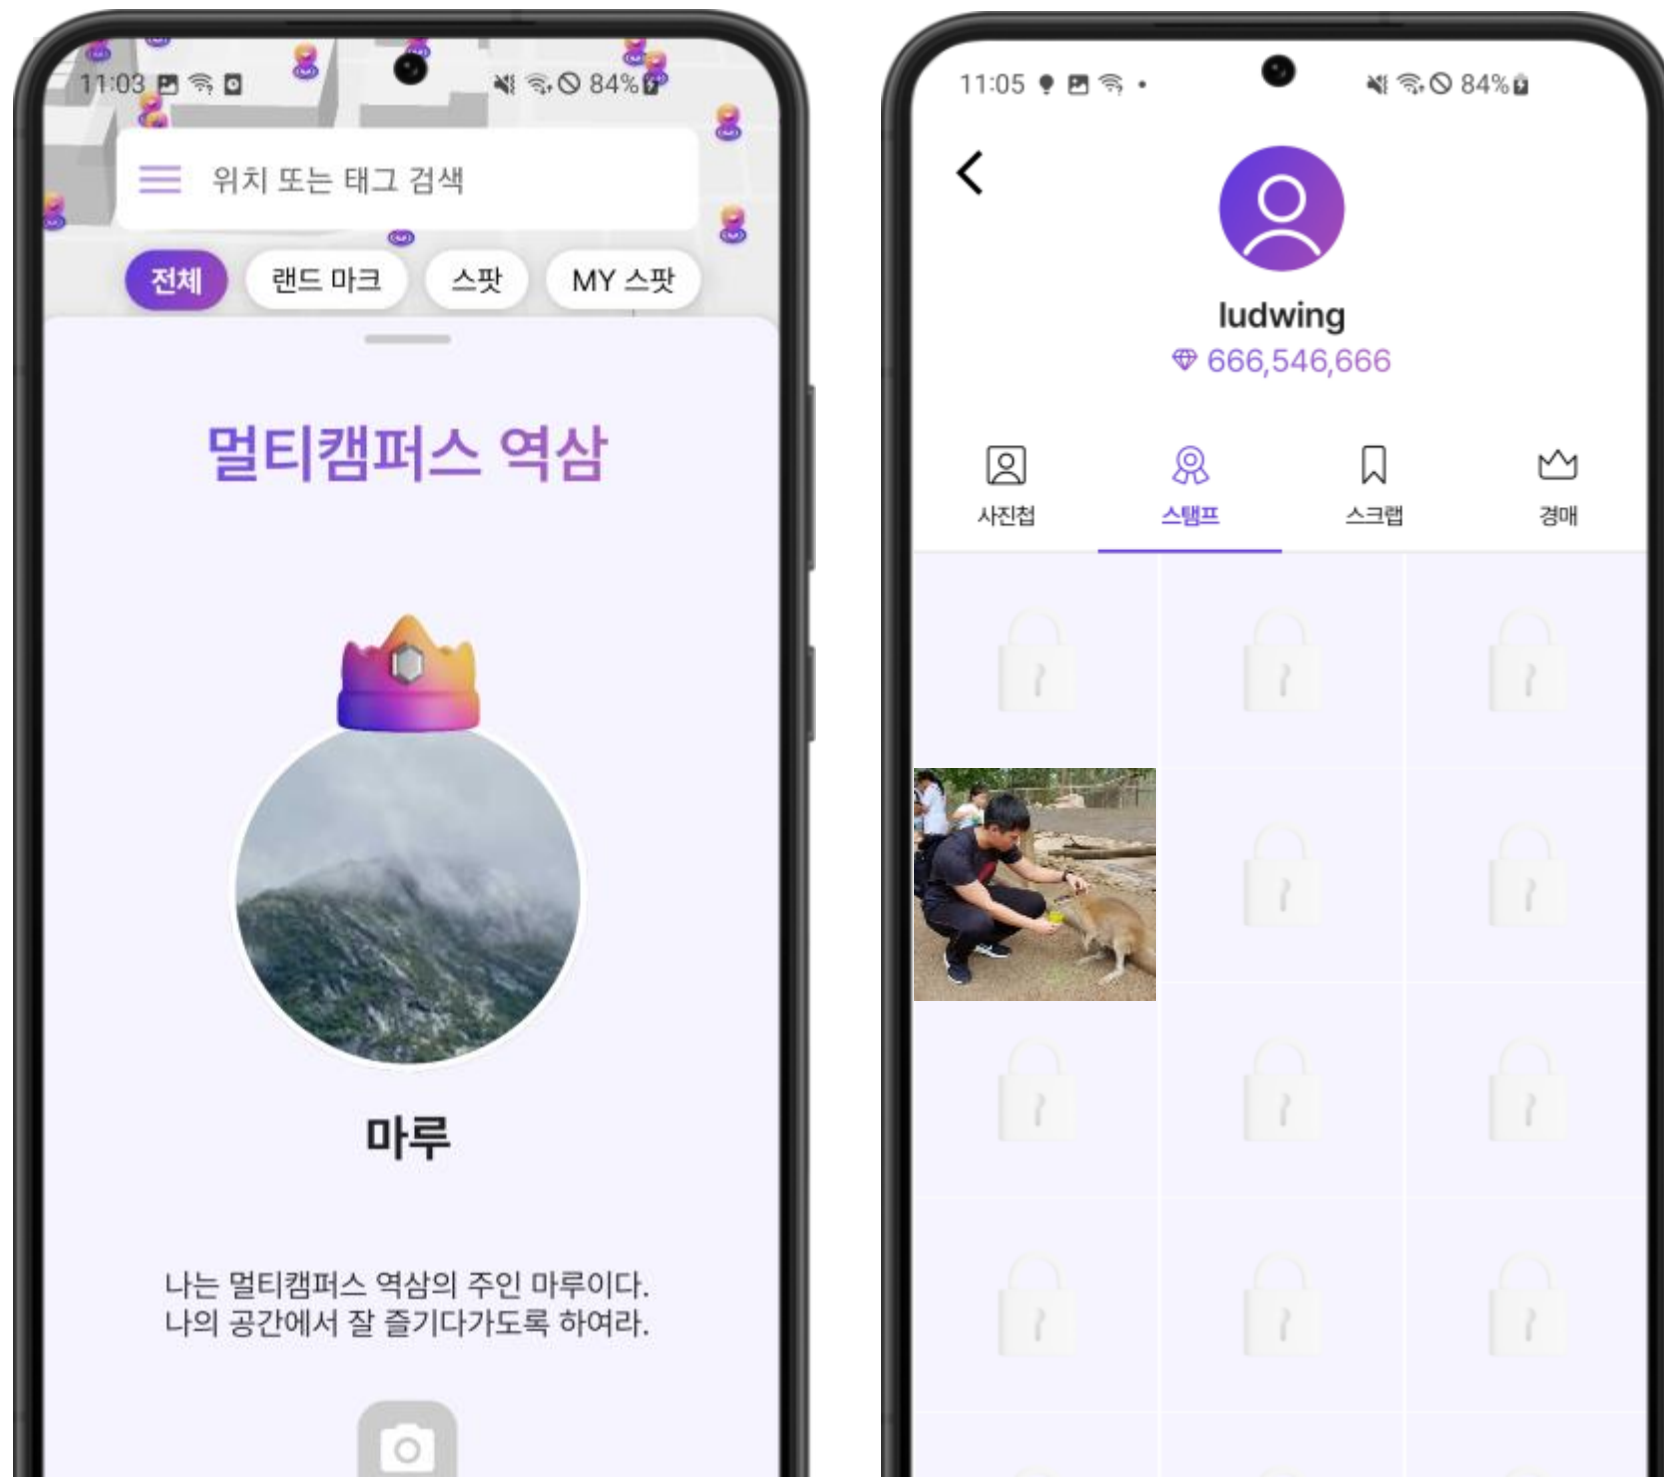 11:03
84%
위치 또는 태그 검색
전체
랜드 마크
스팟
MY 스팟
멀티캠퍼스 역삼
마루
나는 멀티캠퍼스 역삼의 주인 마루이다.
나의 공간에서 잘 즐기다가도록 하여라.
11:05
84%
ludwing
666,546,666
사진첩
스탬프
스크랩
경매